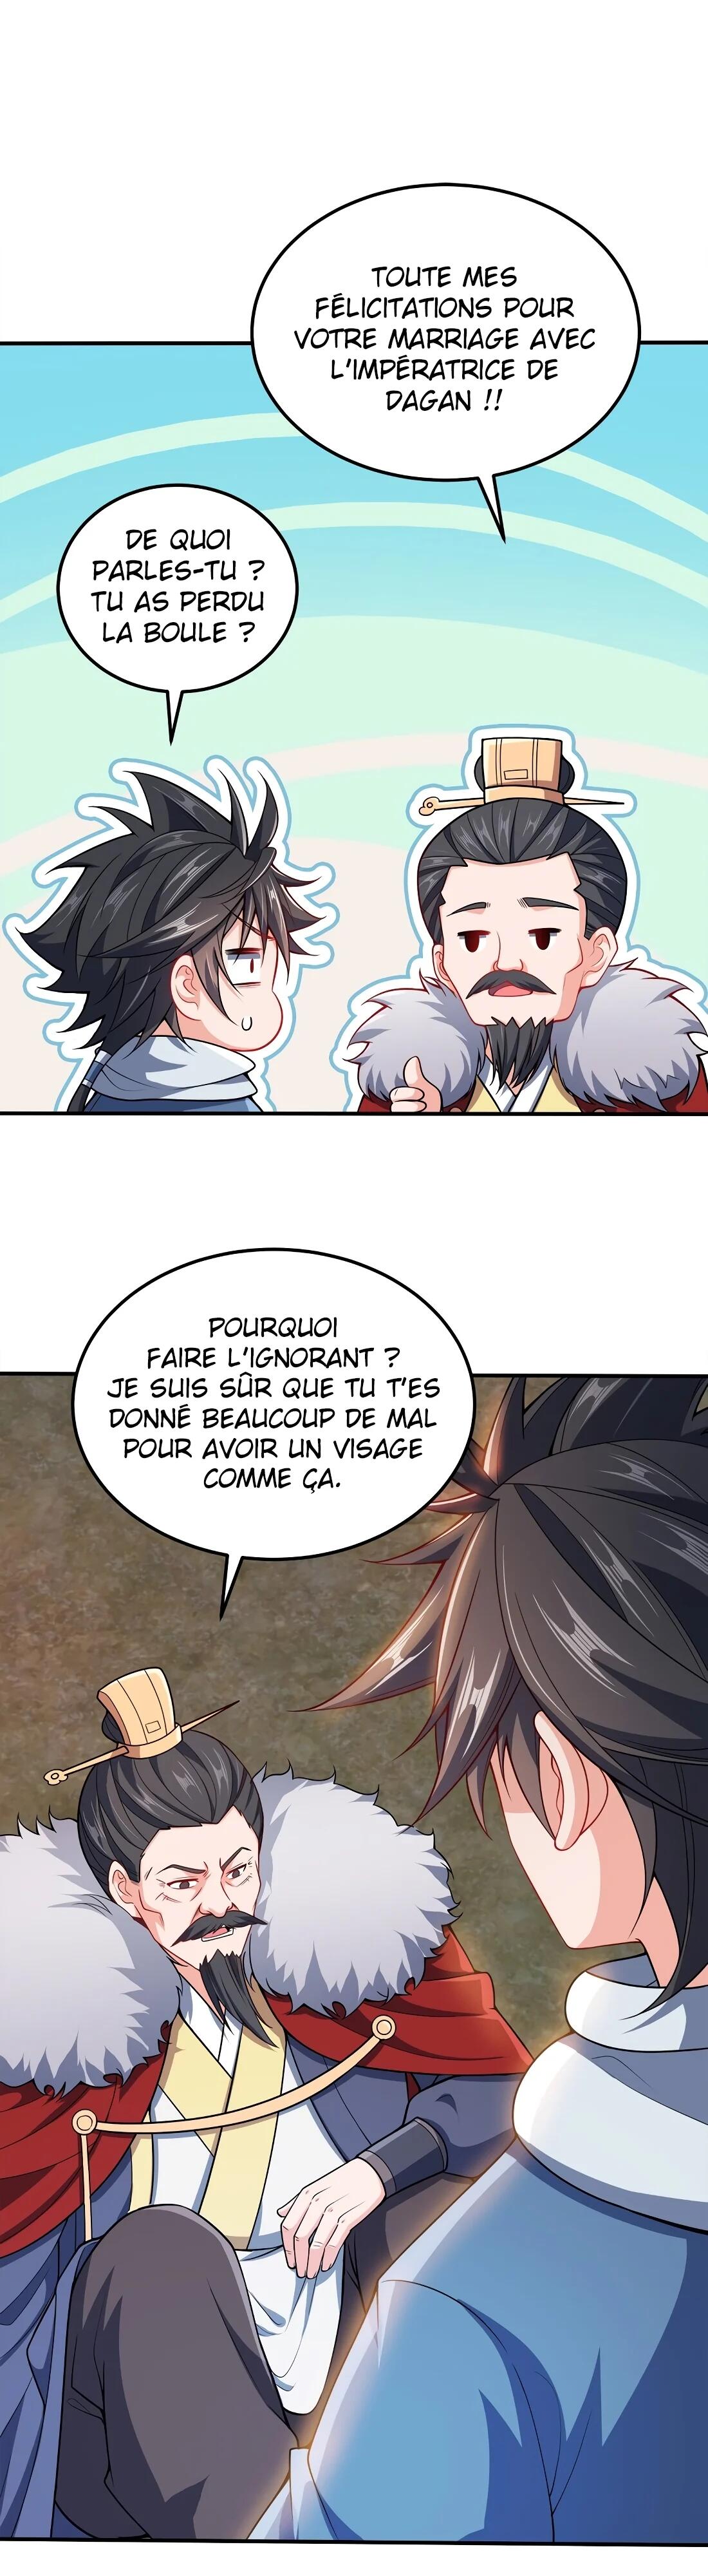 TOUTE MES
FÉLICITATIONS POUR
VOTRE MARRIAGE AVEC
L'IMPÉRATRICE DE
DAGAN !!
DE QUOI
PARLES-TU ?
TU AS PERDU
LA BOULE ?
POURQUOI
FAIRE L'IGNORANT ?
JE SUIS SÛR QUE TU T'ES
DONNÉ BEAUCOUP DE MAL
POUR AVOIR UN VISAGE
COMME ÇA.